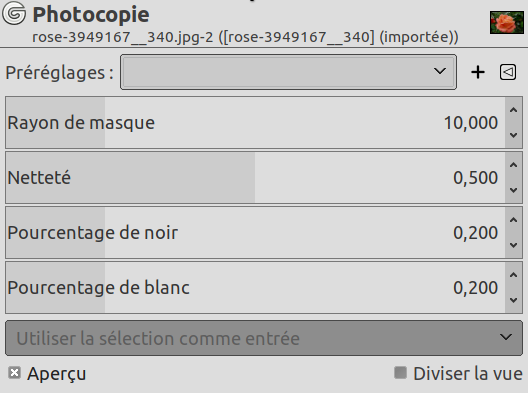 Photocopie
rose-3949167__340.jpg-2 ([rose-3949167__340] (importée))
Préréglages :
Rayon de masque 10,000
Netteté 0,500
Pourcentage de noir 0,200
Pourcentage de blanc 0,200
Utiliser la sélection comme entrée
Aperçu Diviser la vue